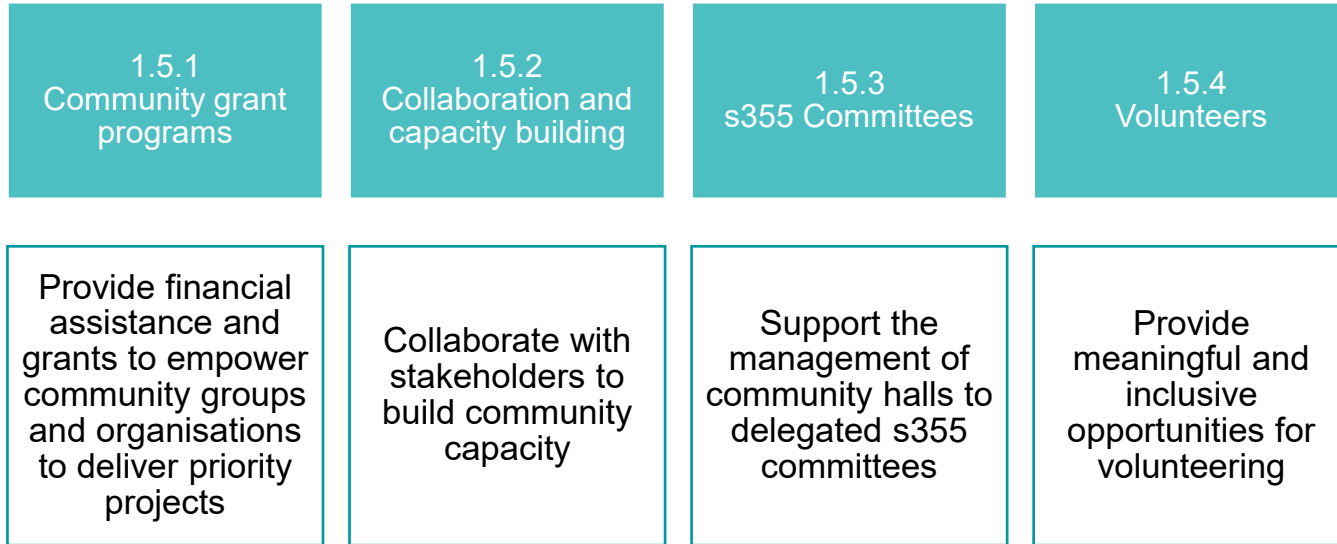 1.5.1
Community grant
programs
1.5.2
Collaboration and
capacity building
1.5.3
s355 Committees
1.5.4
Volunteers
Provide financial
assistance and
grants to empower
community groups
and organisations
to deliver priority
projects
Collaborate with
stakeholders to
build community
capacity
Support the
management of
community halls to
delegated s355
committees
Provide
meaningful and
inclusive
opportunities for
volunteering